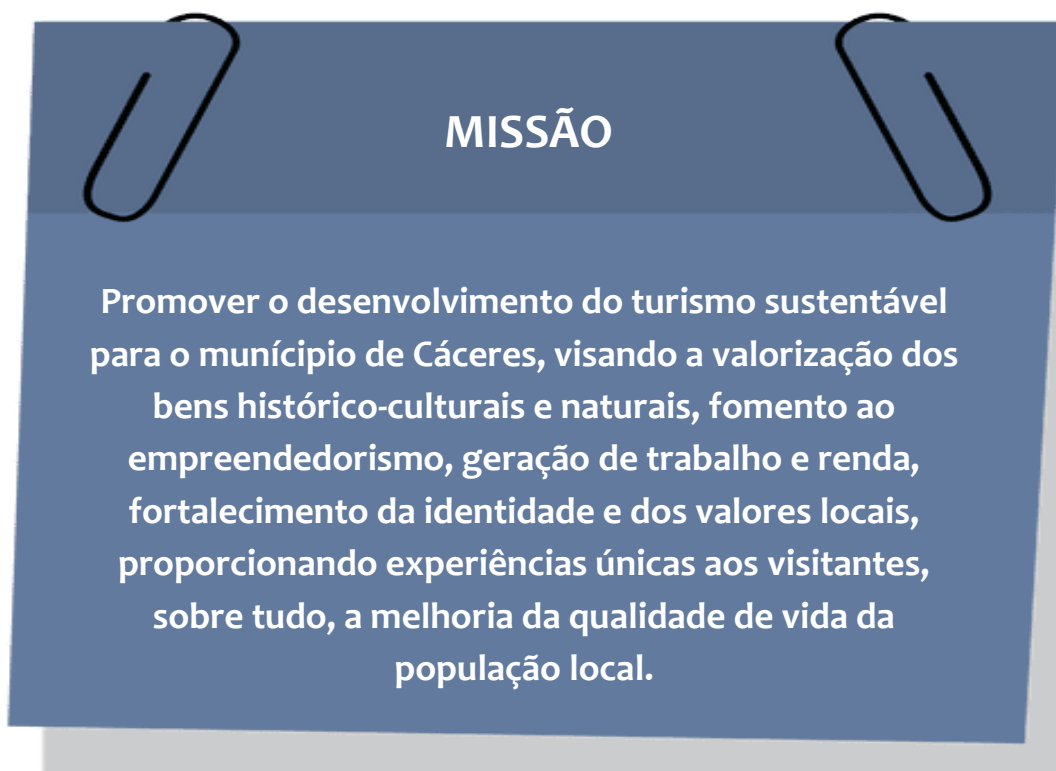 MISSÃO
Promover o desenvolvimento do turismo sustentável
para o munícipio de Cáceres, visando a valorização dos
bens histórico-culturais e naturais, fomento ao
empreendedorismo, geração de trabalho e renda,
fortalecimento da identidade e dos valores locais,
proporcionando experiências únicas aos visitantes,
sobre tudo, a melhoria da qualidade de vida da
população local.